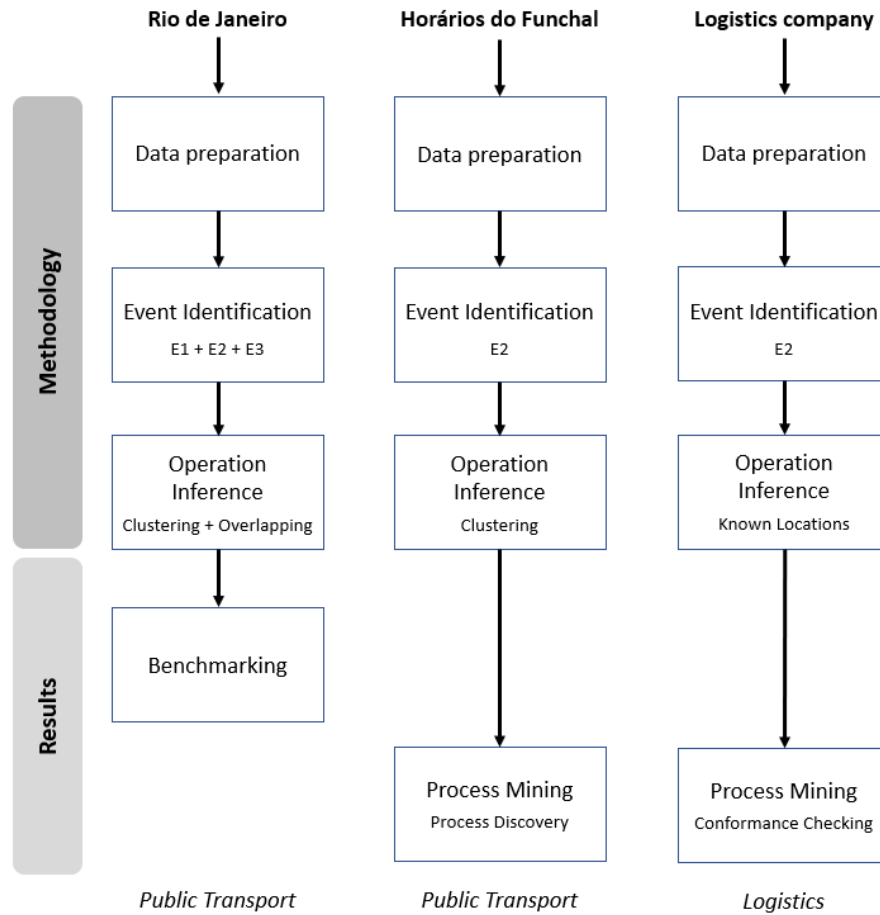 Rio de Janeiro
Horários do Funchal
Logistics company
Methodology
Data preparation
Data preparation
Data preparation
Event Identification
E1 + E2 + E3
Event Identification
E2
Event Identification
E2
Operation
Inference
Clustering + Overlapping
Operation
Inference
Clustering
Operation
Inference
Known Locations
Results
Benchmarking
Process Mining
Process Discovery
Process Mining
Conformance Checking
Public Transport
Public Transport
Logistics